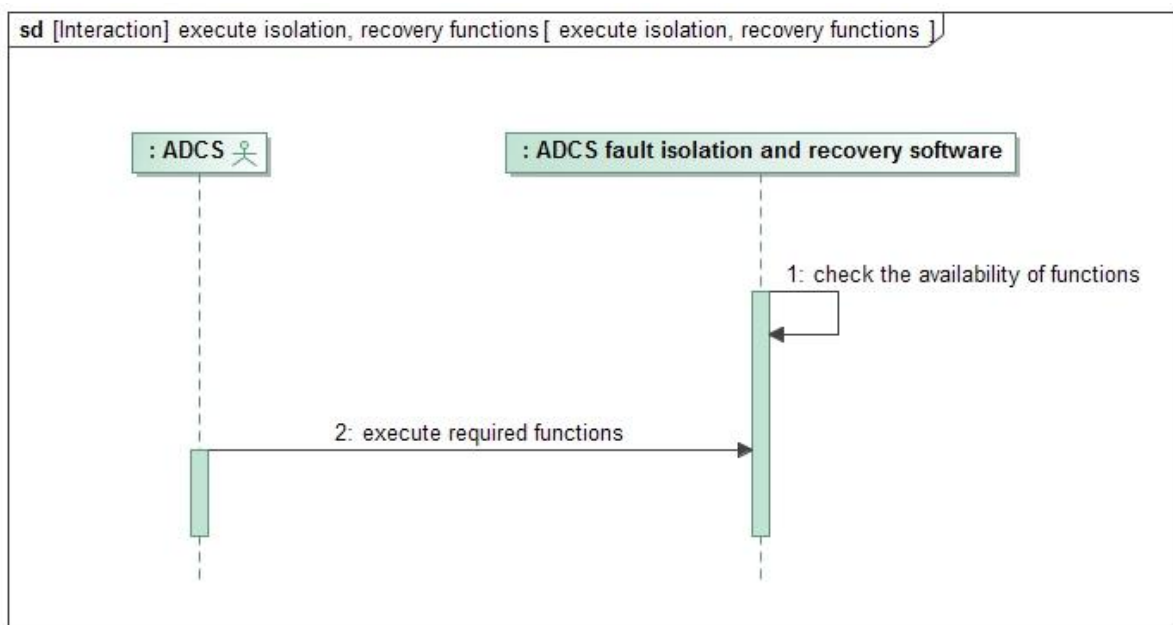 sd [Interaction] execute isolation, recovery functions[ execute isolation, recovery functions ]
: ADCS
: ADCS fault isolation and recovery software
1: check the availability of functions
2: execute required functions